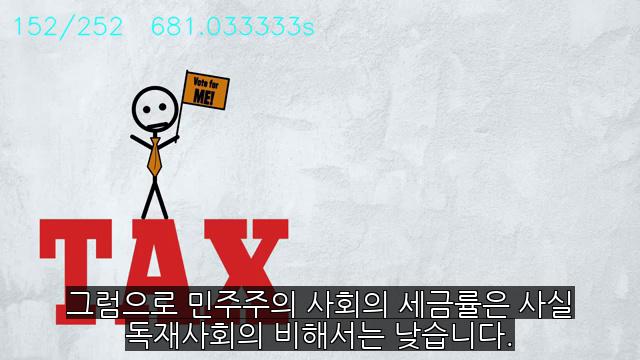 152/252 681.033333s
Vote for
ME!
TAX
그럼으로 민주주의 사회의 세금률은 사실
독재사회의 비해서는 낮습니다.